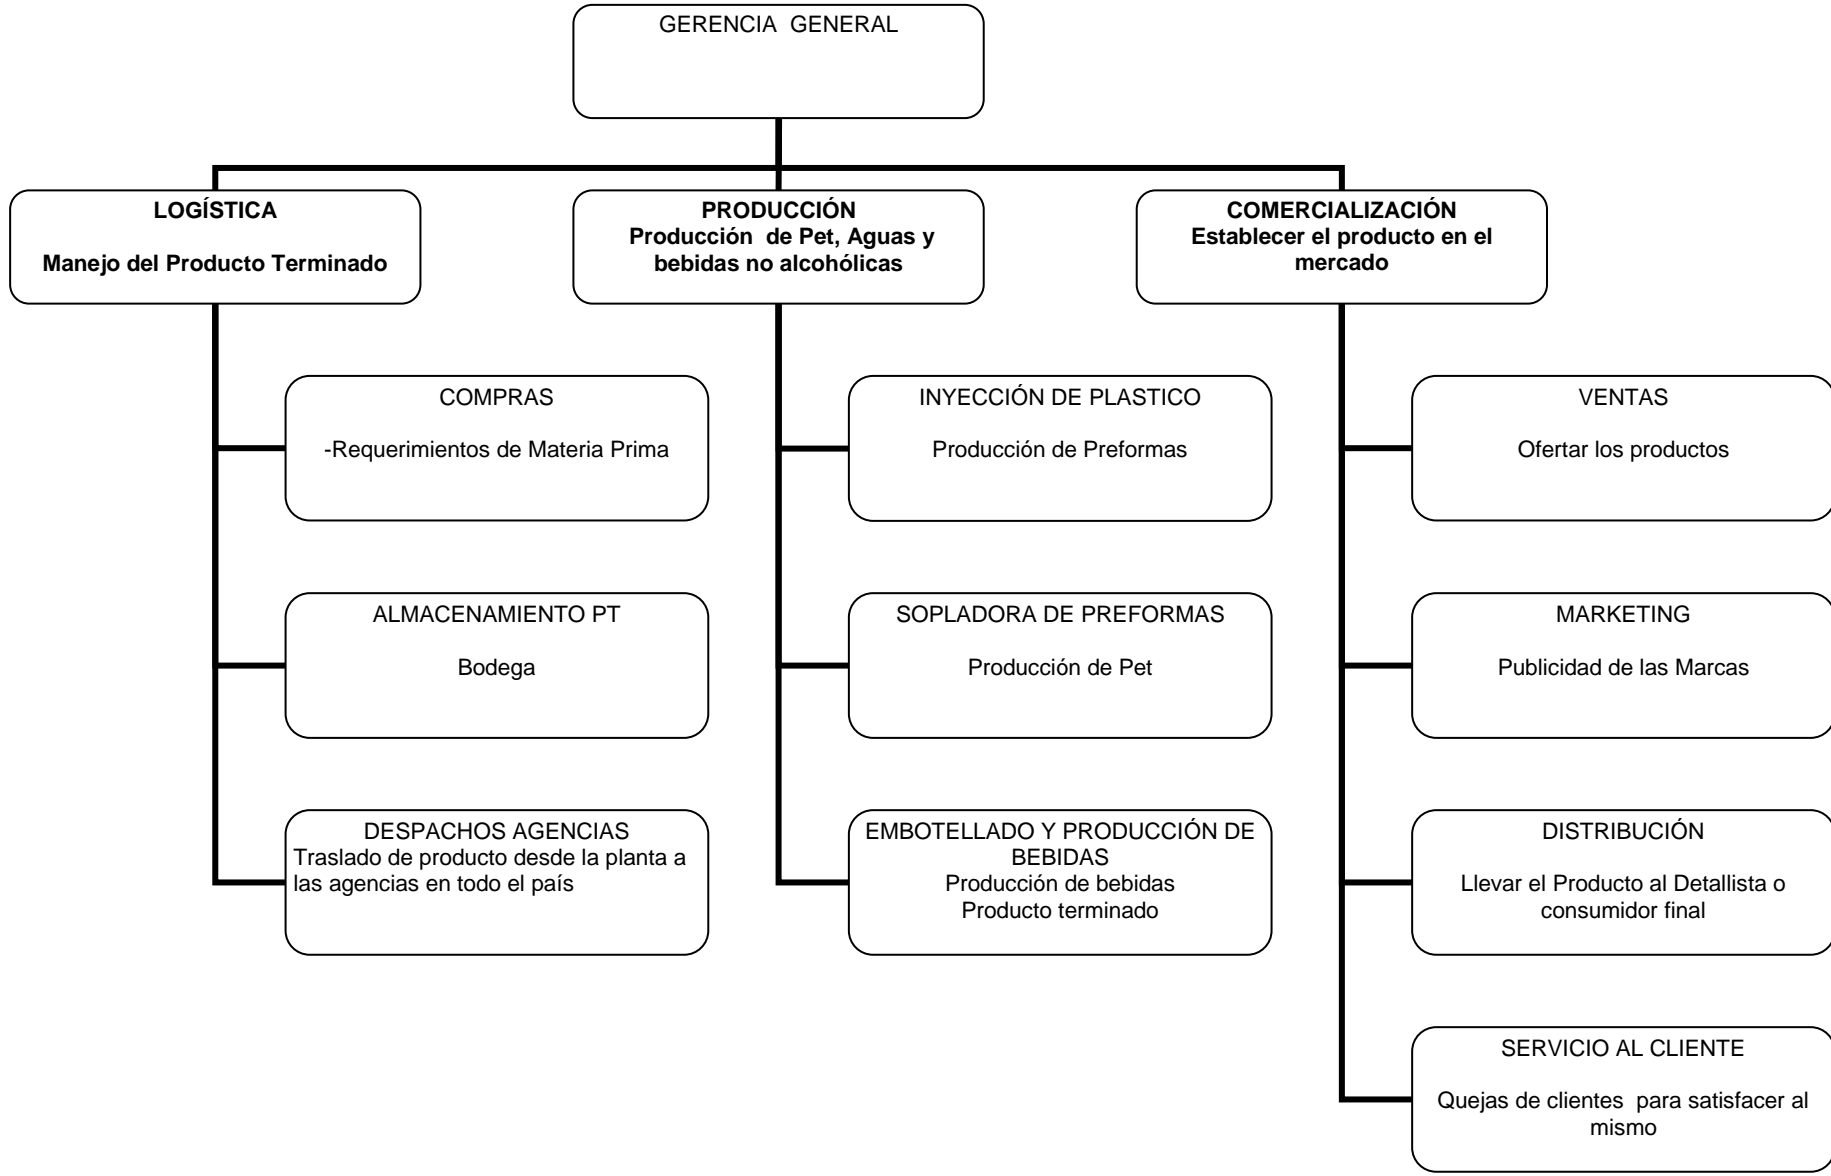 GERENCIA  GENERAL
LOGÍSTICA
Manejo del Producto Terminado
PRODUCCIÓN
Producción  de Pet, Aguas y
bebidas no alcohólicas
COMERCIALIZACIÓN
Establecer el producto en el
mercado
COMPRAS
-Requerimientos de Materia Prima
INYECCIÓN DE PLASTICO
Producción de Preformas
VENTAS
Ofertar los productos
ALMACENAMIENTO PT
Bodega
SOPLADORA DE PREFORMAS
Producción de Pet
MARKETING
Publicidad de las Marcas
DESPACHOS AGENCIAS
Traslado de producto desde la planta a
las agencias en todo el país
EMBOTELLADO Y PRODUCCIÓN DE
BEBIDAS
Producción de bebidas
Producto terminado
DISTRIBUCIÓN
Llevar el Producto al Detallista o
consumidor final
SERVICIO AL CLIENTE
Quejas de clientes  para satisfacer al
mismo